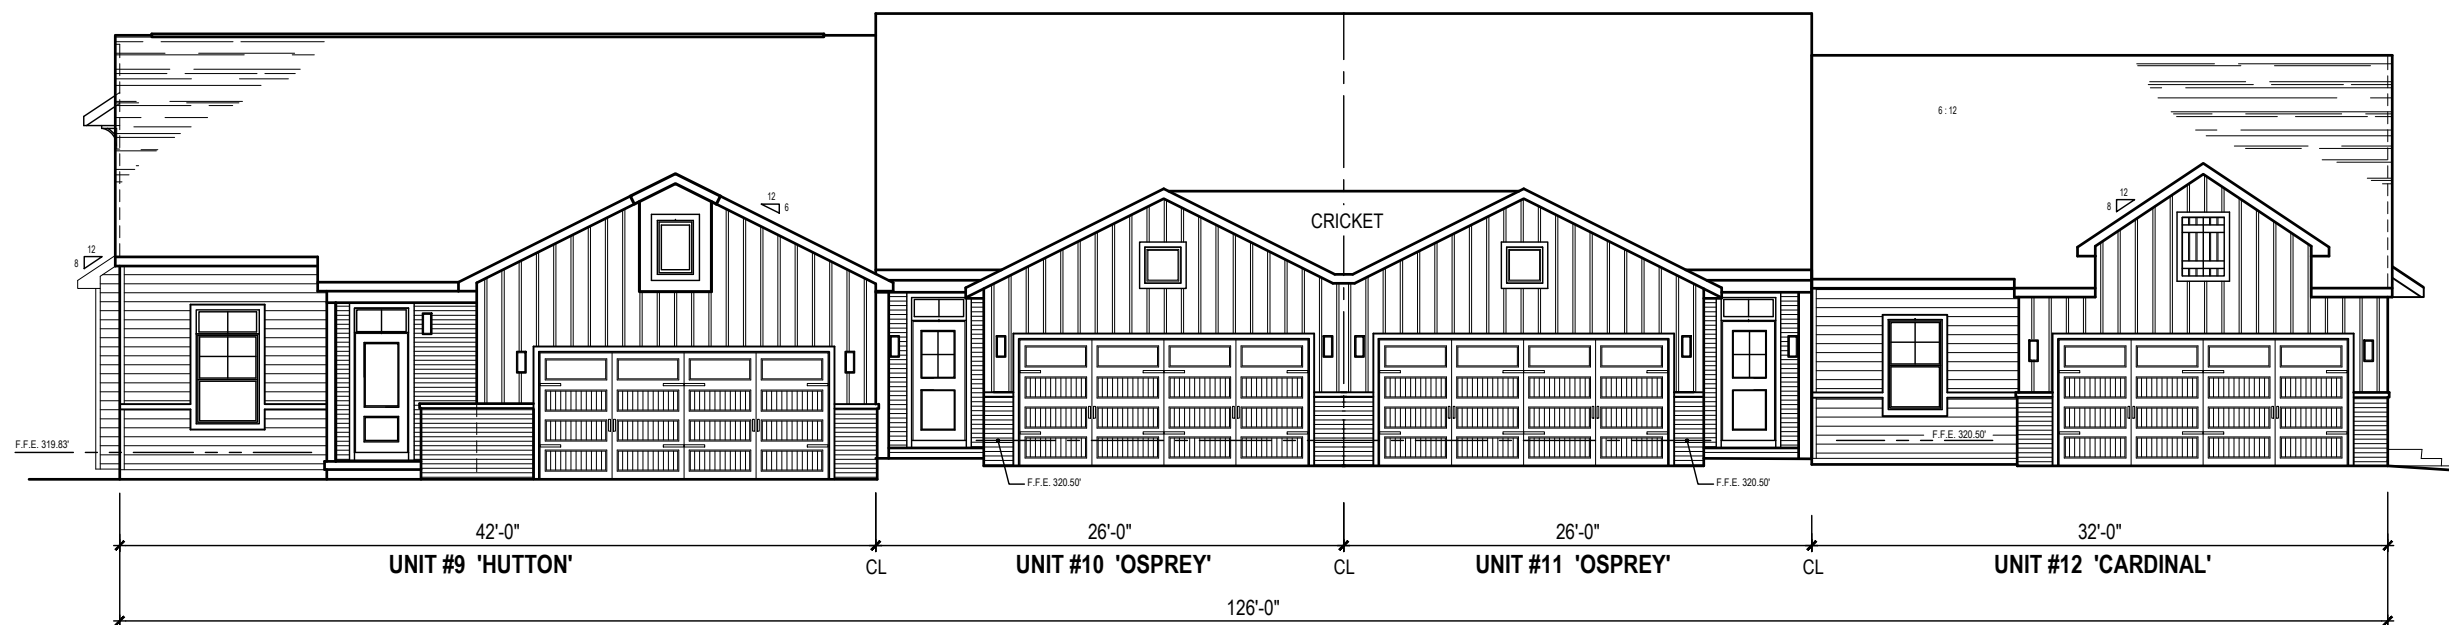 6 : 12
12
6
12
8
CRICKET
12
8
F.F.E. 319.83'
F.F.E. 320.50'
F.F.E. 320.50'
F.F.E. 320.50'
42'-0"
26'-0"
26'-0"
32'-0"
UNIT #9 'HUTTON'
CL
UNIT #10 'OSPREY'
CL
UNIT #11 'OSPREY'
CL
UNIT #12 'CARDINAL'
126'-0"